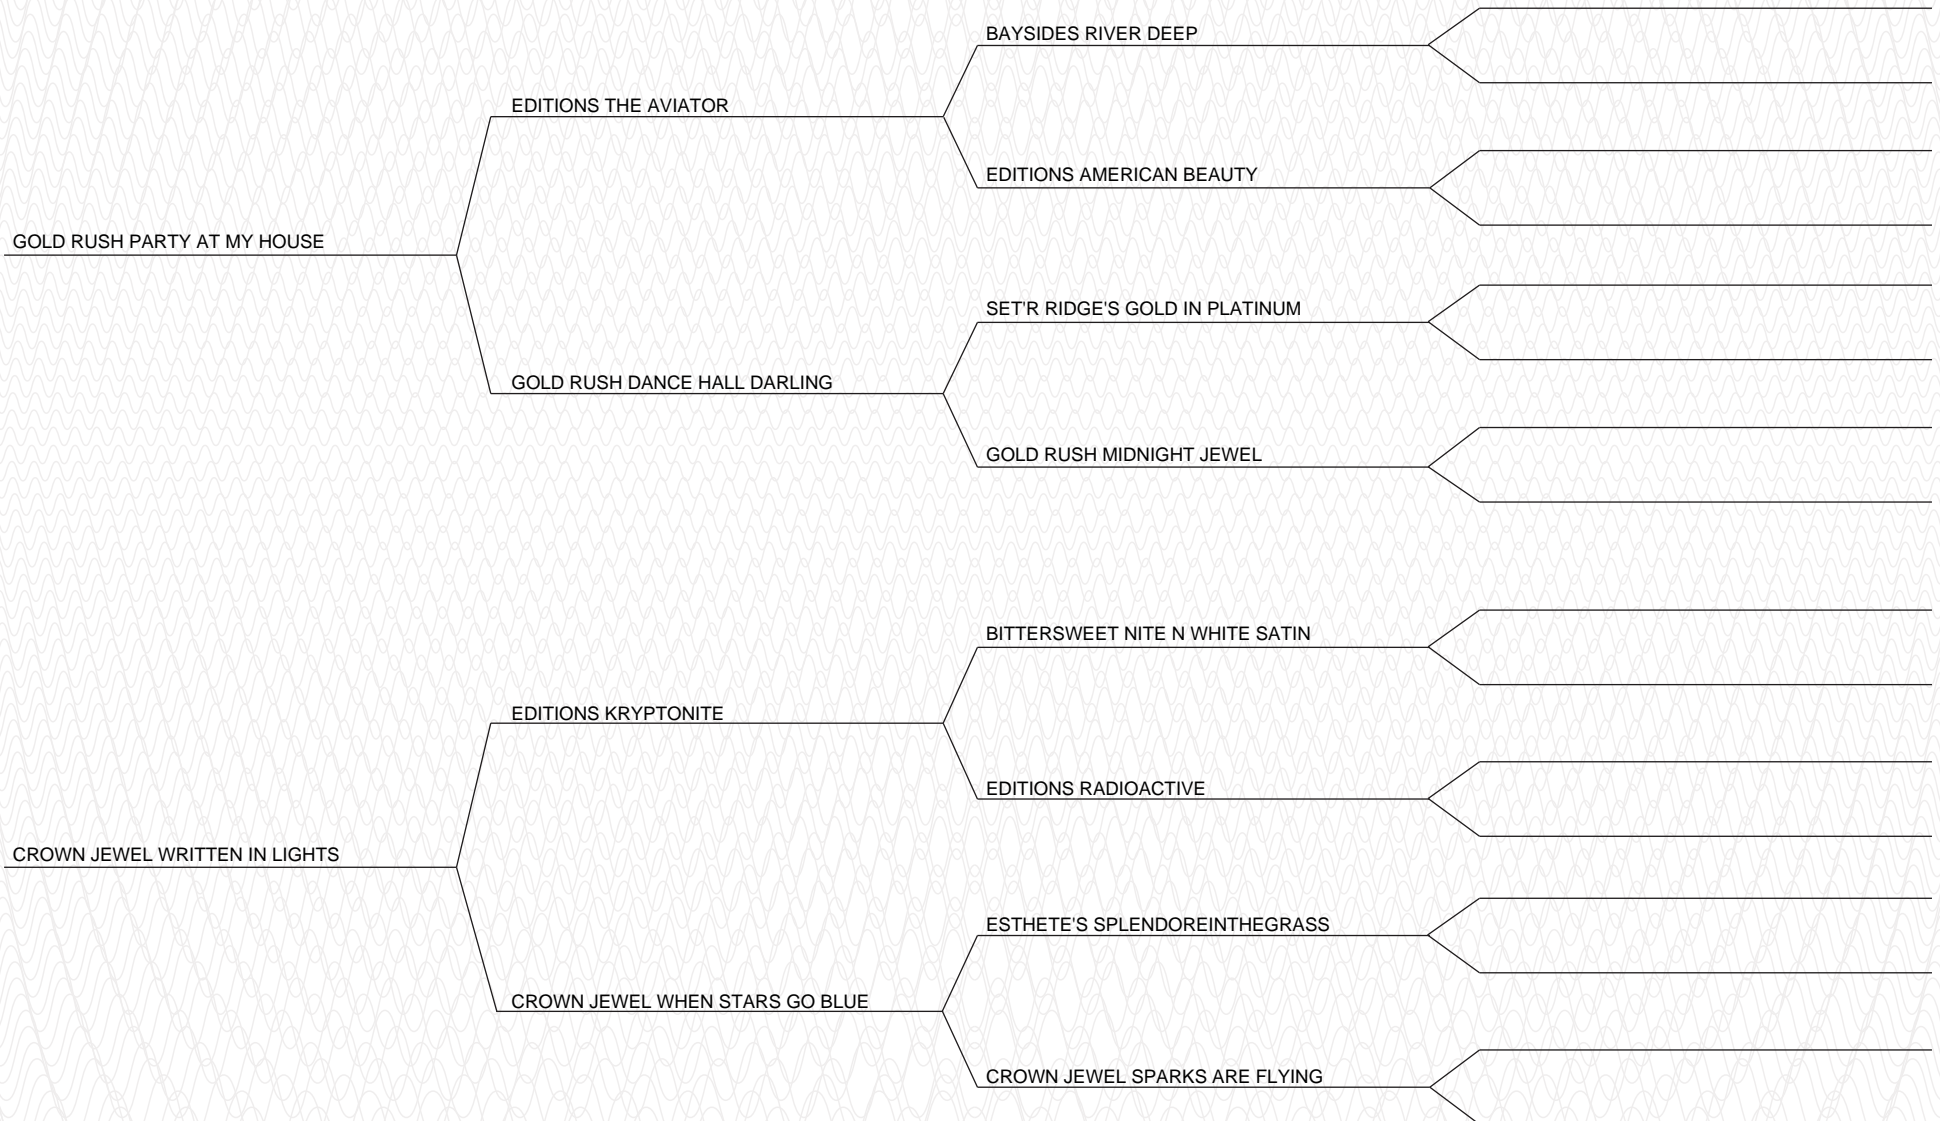 BAYSIDES RIVER DEEP
EDITIONS THE AVIATOR
EDITIONS AMERICAN BEAUTY
GOLD RUSH PARTY AT MY HOUSE
SET'R RIDGE'S GOLD IN PLATINUM
GOLD RUSH DANCE HALL DARLING
GOLD RUSH MIDNIGHT JEWEL
BITTERSWEET NITE N WHITE SATIN
EDITIONS KRYPTONITE
EDITIONS RADIOACTIVE
CROWN JEWEL WRITTEN IN LIGHTS
ESTHETE'S SPLENDOREINTHEGRASS
CROWN JEWEL WHEN STARS GO BLUE
CROWN JEWEL SPARKS ARE FLYING